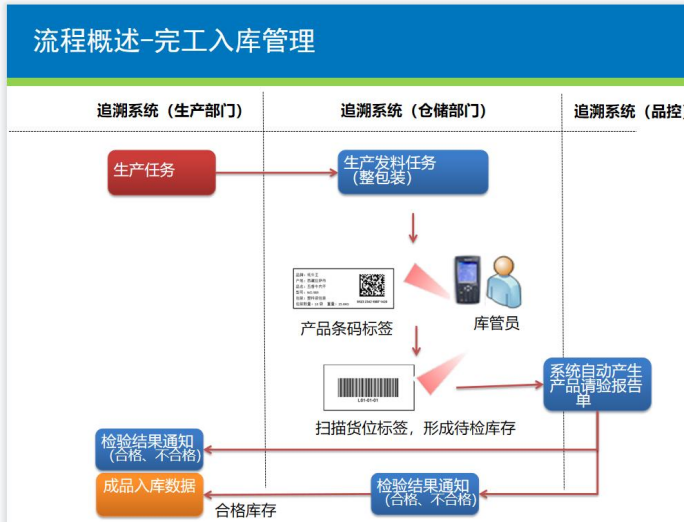 流程概述-完工入库管理
追溯系统（生产部门）
追溯系统（仓储部门）
追溯系统（品控
生产任务
生产发料任务
（整包装）
产品条码标签
库管员
L01-01-01
扫描货位标签，形成待检库存
系统自动产生
产品请验报告
单
检验结果通知
（合格、不合格）
成品入库数据
合格库存
检验结果通知
（合格、不合格）